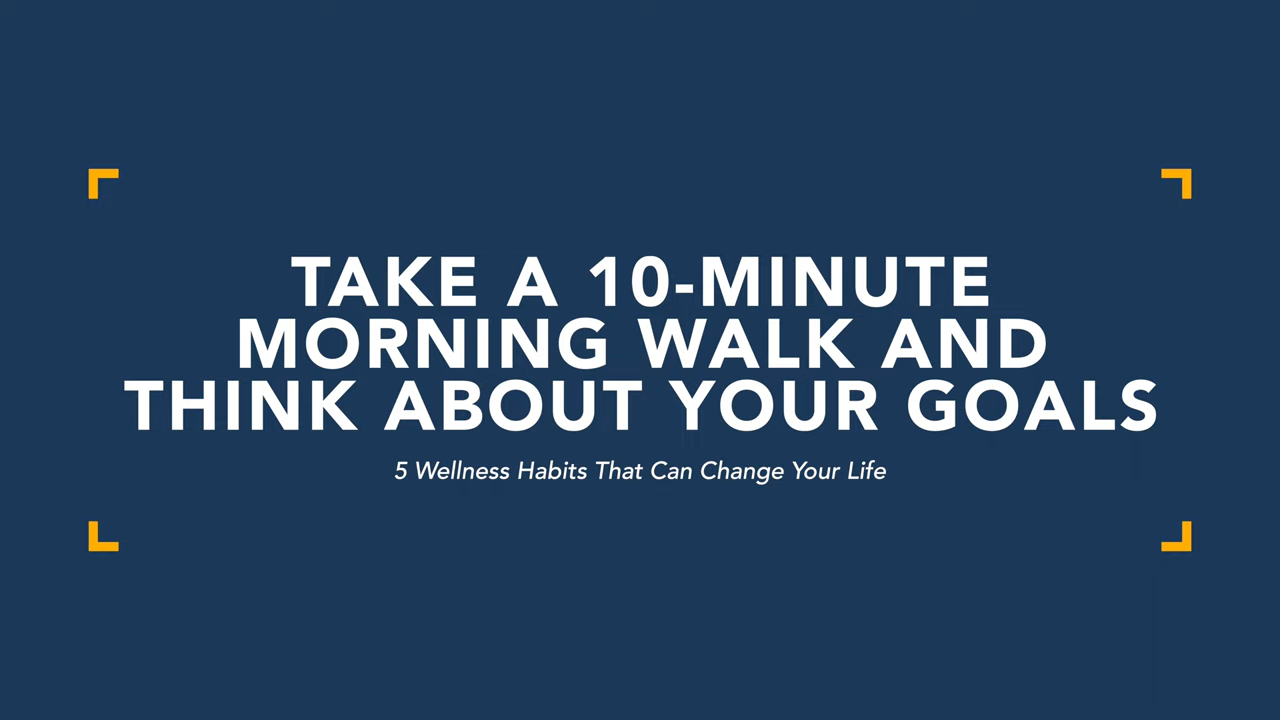 TAKE A 10-MINUTE
MORNING WALK AND
THINK ABOUT YOUR GOALS
5 Wellness Habits That Can Change Your Life